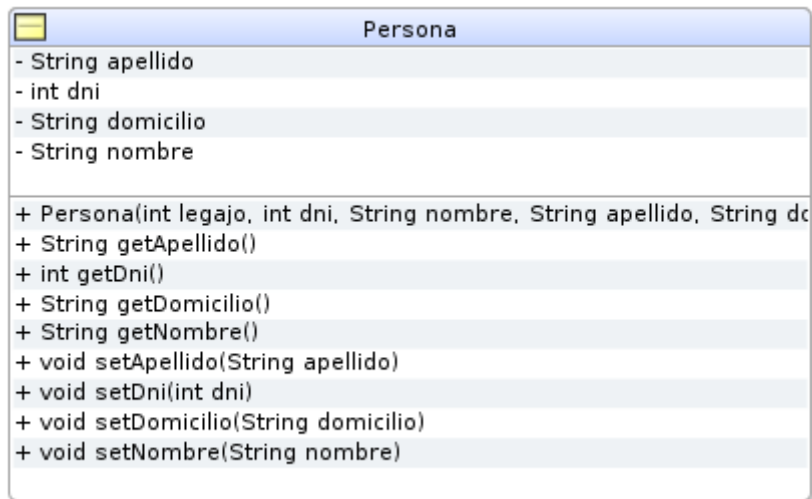 Persona
- String apellido
- int dni
- String domicilio
- String nombre
+ Persona(int legajo, int dni, String nombre, String apellido, String do
+ String getApellido()
+ int getDni()
+ String getDomicilio()
+ String getNombre()
+ void setApellido(String apellido)
+ void setDni(int dni)
+ void setDomicilio(String domicilio)
+ void setNombre(String nombre)